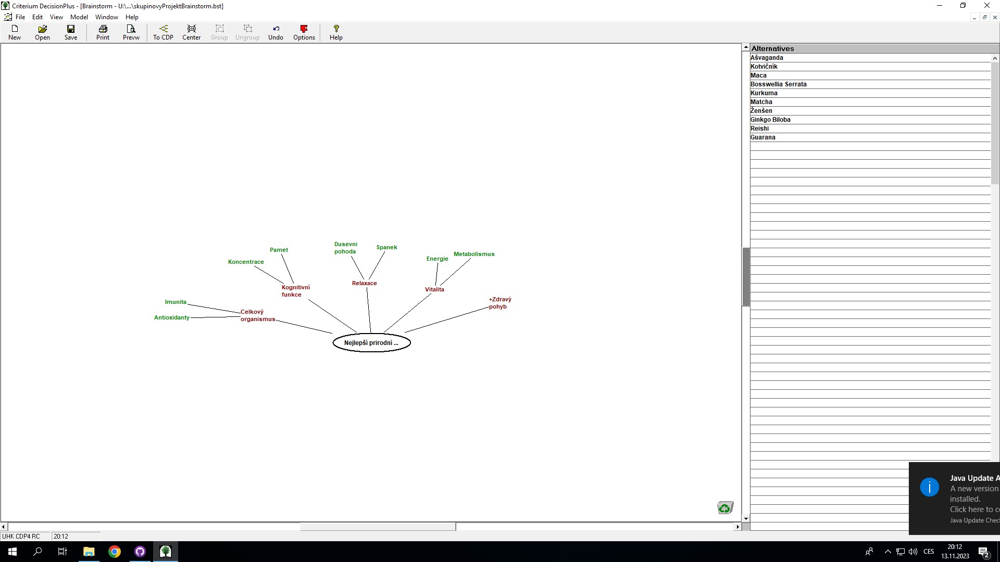 Criterium DecisionPlus - [Brainstorm - U:\...\skupinovyProjektBrainstorm.bst]
File Edit View Model Window Help
New Open Save Print Prevw To CDP Center Group Ungroup Undo Options Help
Alternatives
Ašvaganda
Kotvičník
Maca
Bosswellia Serrata
Kurkuma
Matcha
Ženšen
Ginkgo Biloba
Reishi
Guarana
Dusevni
pohoda
Spanek
Pamet
Metabolismus
Energie
Koncentrace
Relaxace
Kognitivní
funkce
Vitalita
+Zdravý
pohyb
Imunita
Celkový
organismus
Antioxidanty
Nejlepší prirodní ...
Java Update A
A new version
installed.
Click here to co
Java Update Chec
UHK CDP4 RC 20:12
CES
20:12
13.11.2023
2